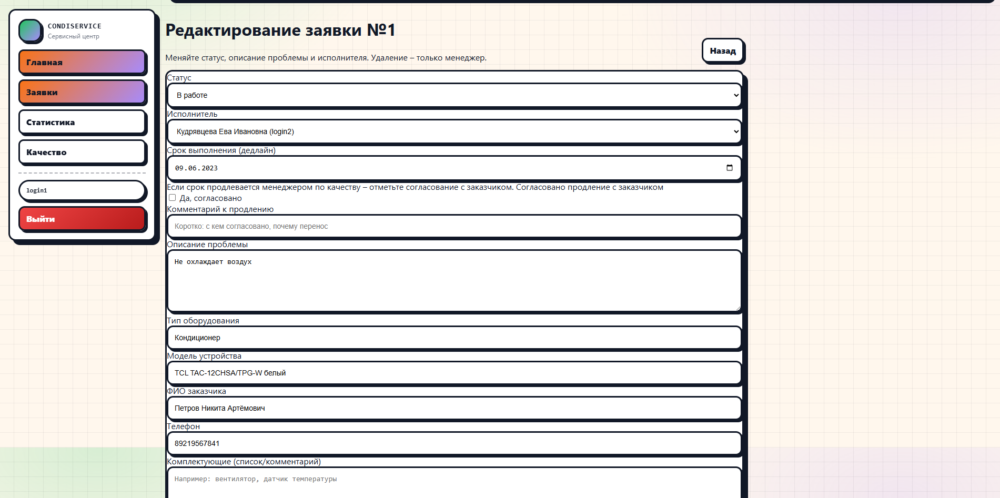 CONDISERVICE
Сервисный центр
Главная
Заявки
Статистика
Качество
login1
Выйти
Редактирование заявки №1
Меняйте статус, описание проблемы и исполнителя. Удаление – только менеджер.
Назад
Статус
В работе
Исполнитель
Кудрявцева Ева Ивановна (login2)
Срок выполнения (дедлайн)
09.06.2023
Если срок продлевается менеджером по качеству – отметьте согласование с заказчиком. Согласовано продление с заказчиком
Да, согласовано
Комментарий к продлению
Коротко: с кем согласовано, почему перенос
Описание проблемы
Не охлаждает воздух
Тип оборудования
Кондиционер
Модель устройства
TCL TAC-12CHSA/TPG-W белый
ФИО заказчика
Петров Никита Артёмович
Телефон
89219567841
Комплектующие (список/комментарий)
Например: вентилятор, датчик температуры